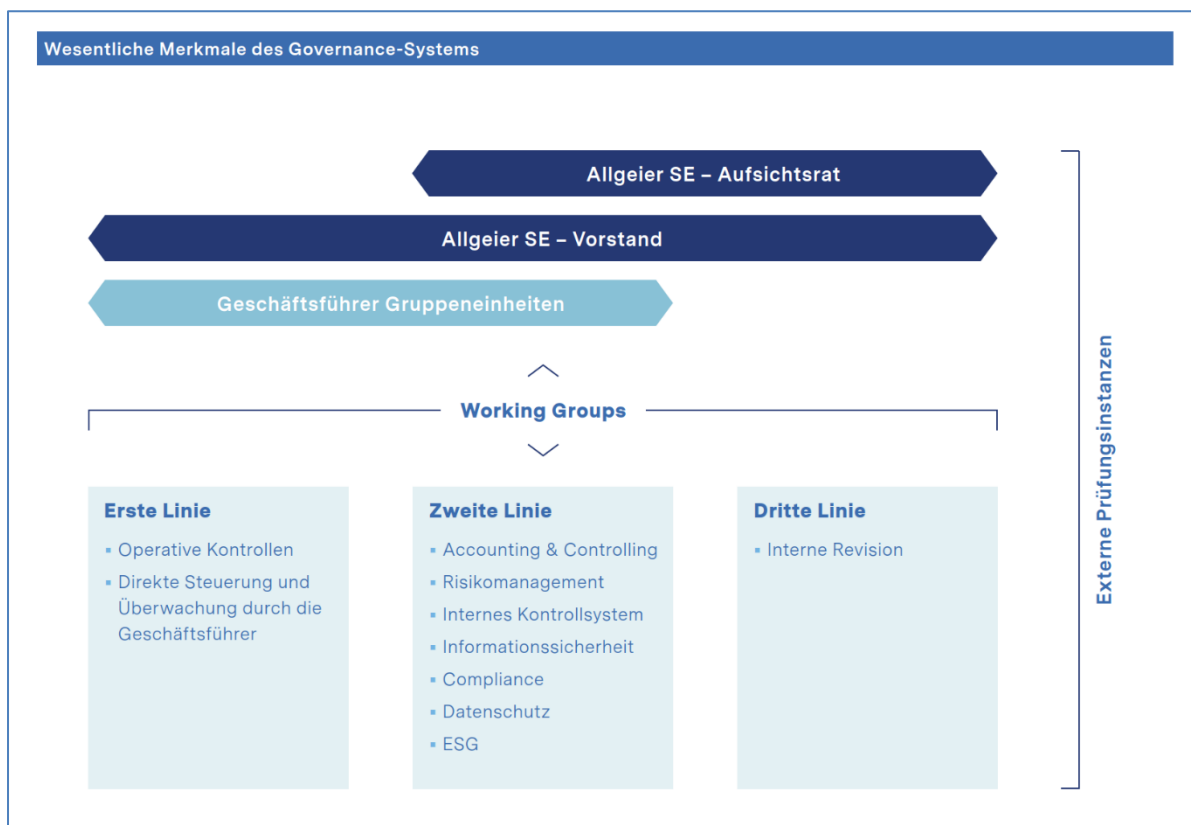 Wesentliche Merkmale des Governance-Systems
Allgeier SE – Aufsichtsrat
Allgeier SE – Vorstand
Geschäftsführer Gruppeneinheiten
Working Groups
Erste Linie
▪ Operative Kontrollen
▪ Direkte Steuerung und
Überwachung durch die
Geschäftsführer
Zweite Linie
▪ Accounting & Controlling
▪ Risikomanagement
▪ Internes Kontrollsystem
▪ Informationssicherheit
▪ Compliance
▪ Datenschutz
▪ ESG
Dritte Linie
▪ Interne Revision
Externe Prüfungsinstanzen